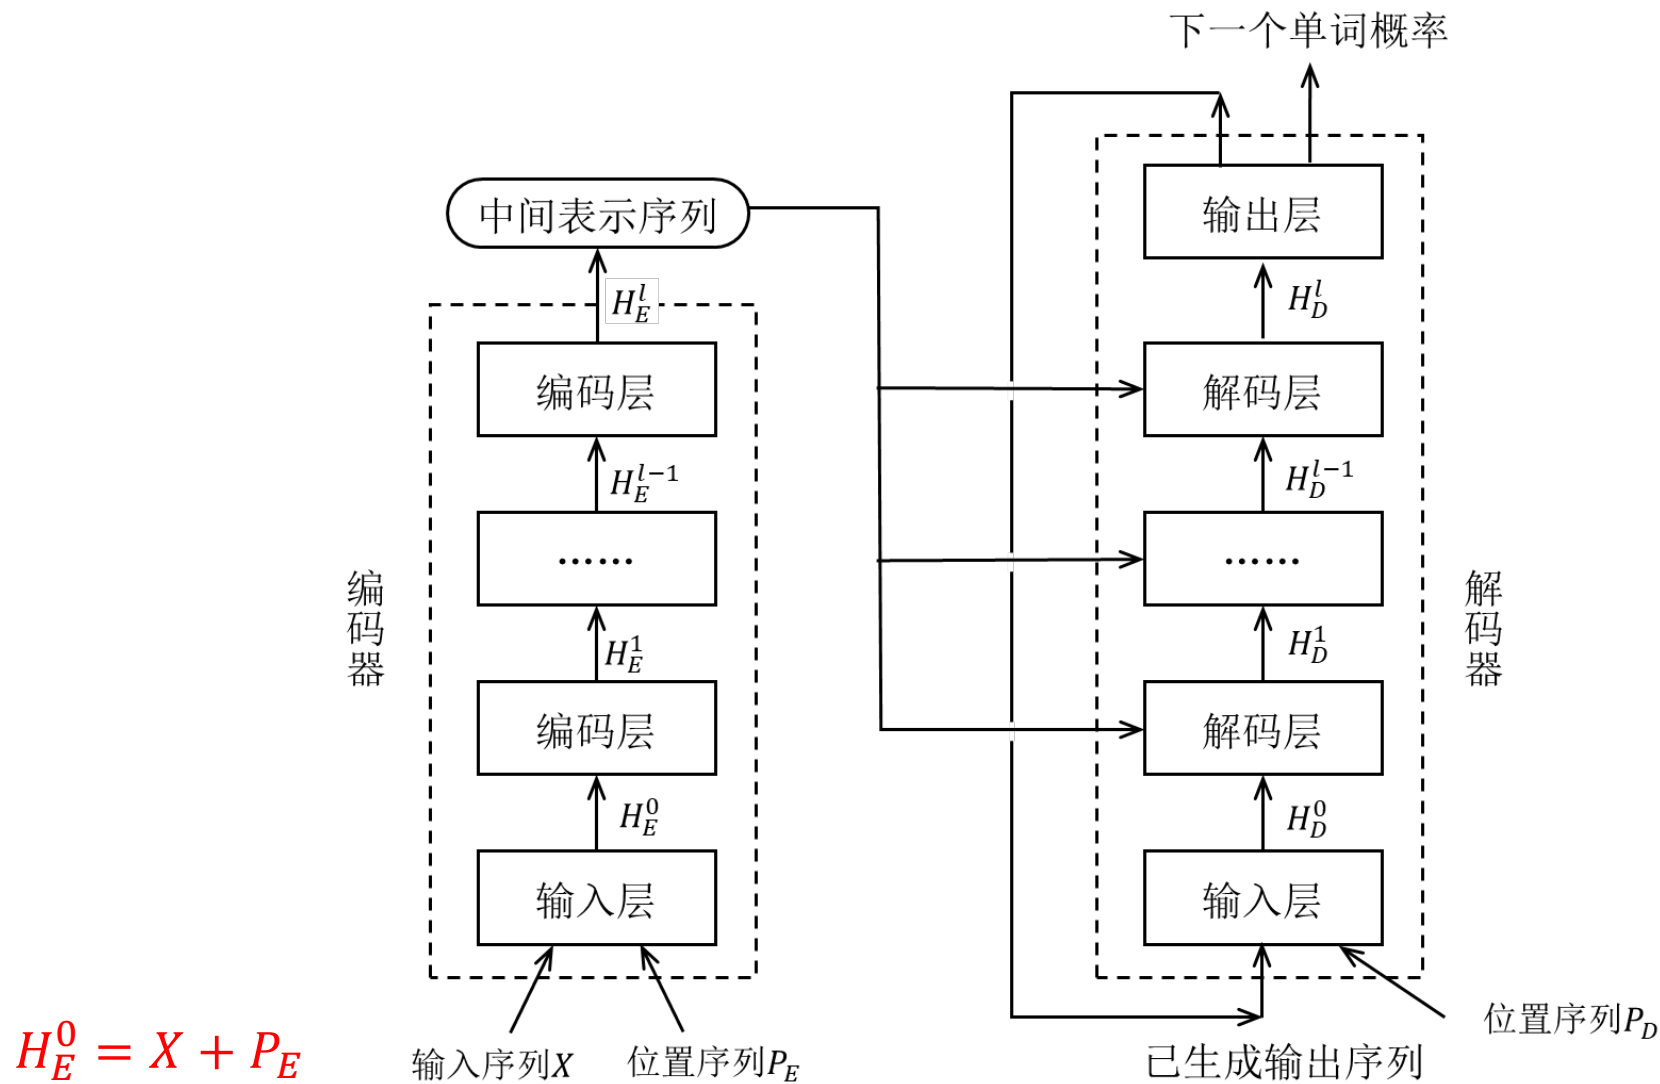 下一个单词概率
中间表示序列
输出层
H_E^l
H_D^l
编码层
解码层
H_E^{l-1}
H_D^{l-1}
……
……
编码器
解码器
H_E^1
H_D^1
编码层
解码层
H_E^0
H_D^0
输入层
输入层
H_E^0 = X + P_E
输入序列X
位置序列P_E
已生成输出序列
位置序列P_D